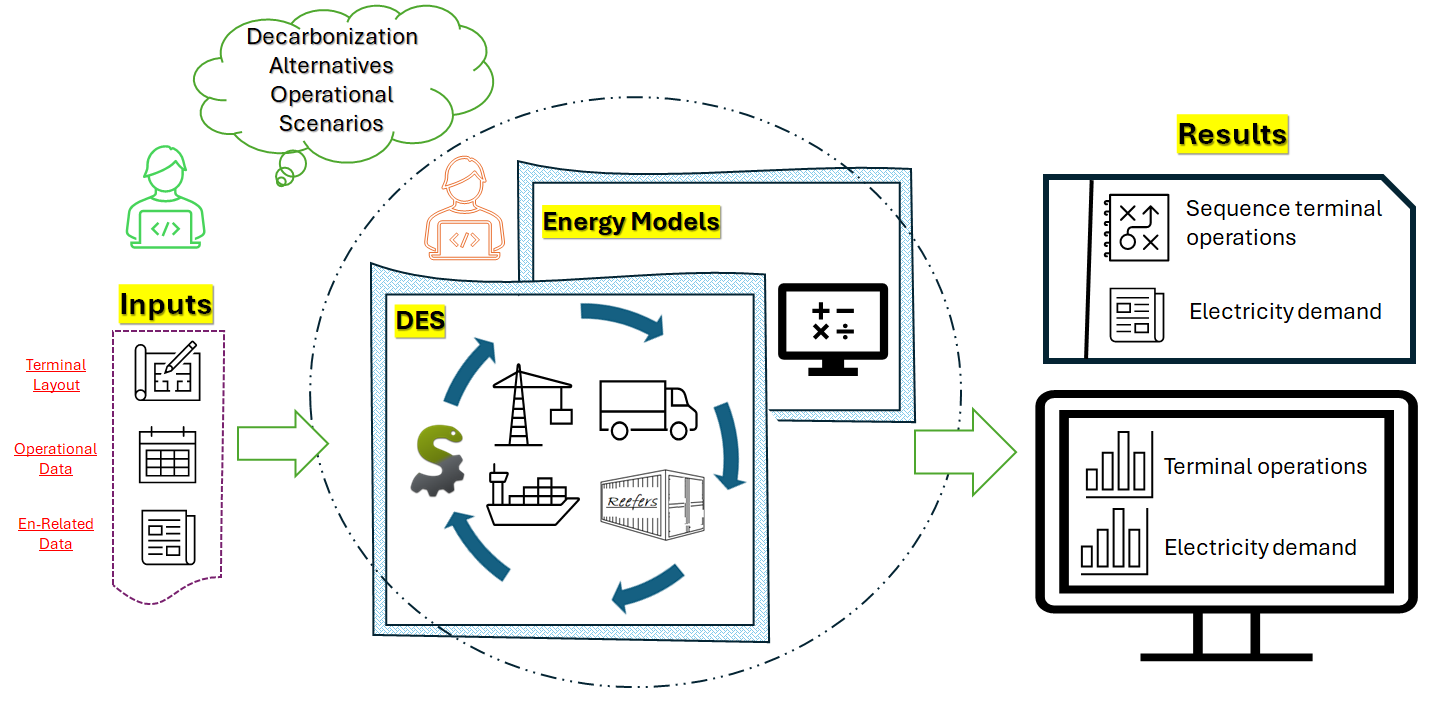 Decarbonization
Alternatives
Operational
Scenarios
Inputs
Terminal
Layout
Operational
Data
En-Related
Data
</>
</>
Energy Models
DES
Reefers
Results
Sequence terminal
operations
Electricity demand
Terminal operations
Electricity demand